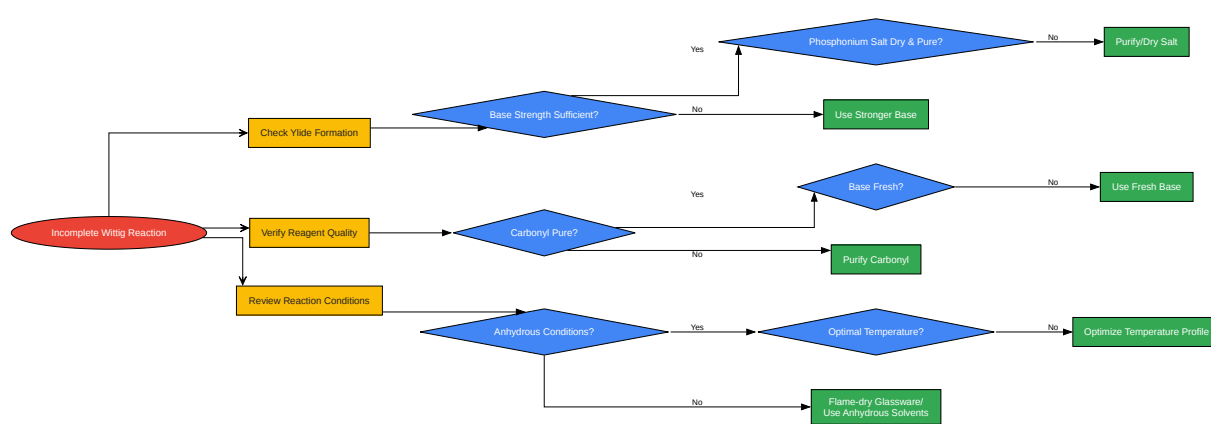 Phosphonium Salt Dry & Pure?
No
Purify/Dry Salt
Yes
Base Strength Sufficient?
No
Use Stronger Base
Check Ylide Formation
Base Fresh?
No
Use Fresh Base
Yes
Incomplete Wittig Reaction
Verify Reagent Quality
Carbonyl Pure?
No
Purify Carbonyl
Review Reaction Conditions
Anhydrous Conditions?
Yes
Optimal Temperature?
No
Optimize Temperature Profile
No
Flame-dry Glassware/
Use Anhydrous Solvents